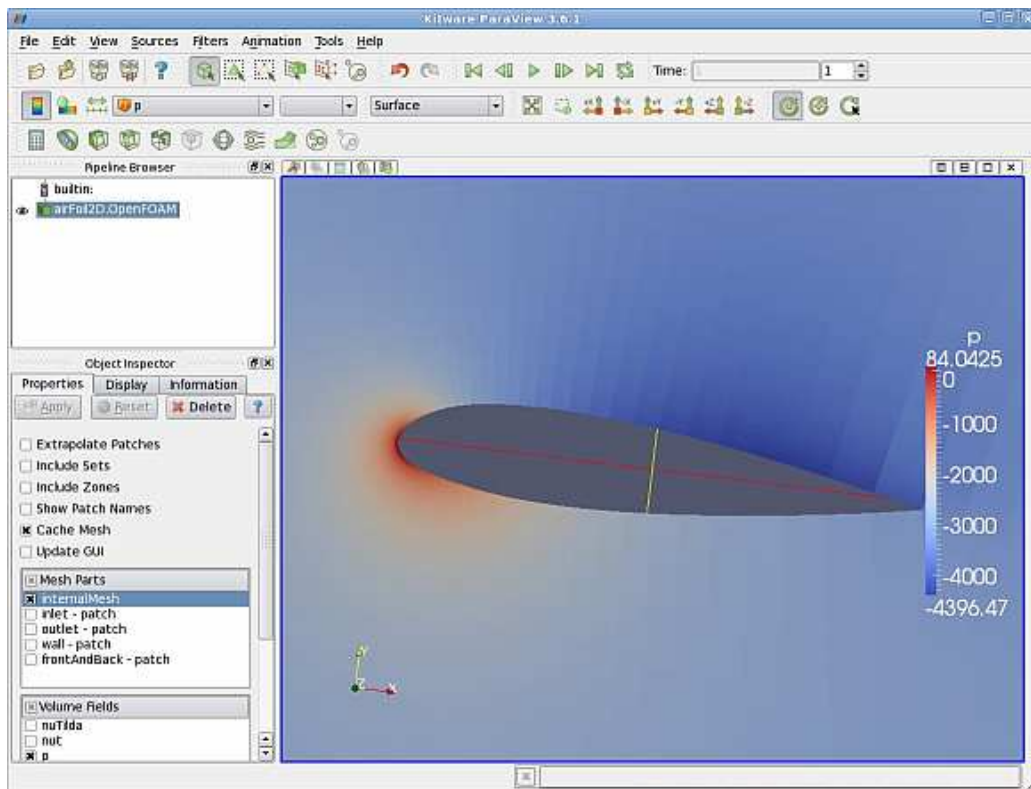 Kitware ParaView 3.6.1
File Edit View Sources Filters Animation Tools Help
Time: 1
p Surface
Pipeline Browser
builtin:
airFoil2D.OpenFOAM
Object Inspector
Properties Display Information
Apply Reset Delete ?
Extrapolate Patches
Include Sets
Include Zones
Show Patch Names
Cache Mesh
Update GUI
Mesh Parts
internalMesh
inlet - patch
outlet - patch
wall - patch
frontAndBack - patch
Volume Fields
nuTilda
nut
p
p
84.0425
0
-1000
-2000
-3000
-4000
-4396.47
Y
Z
X